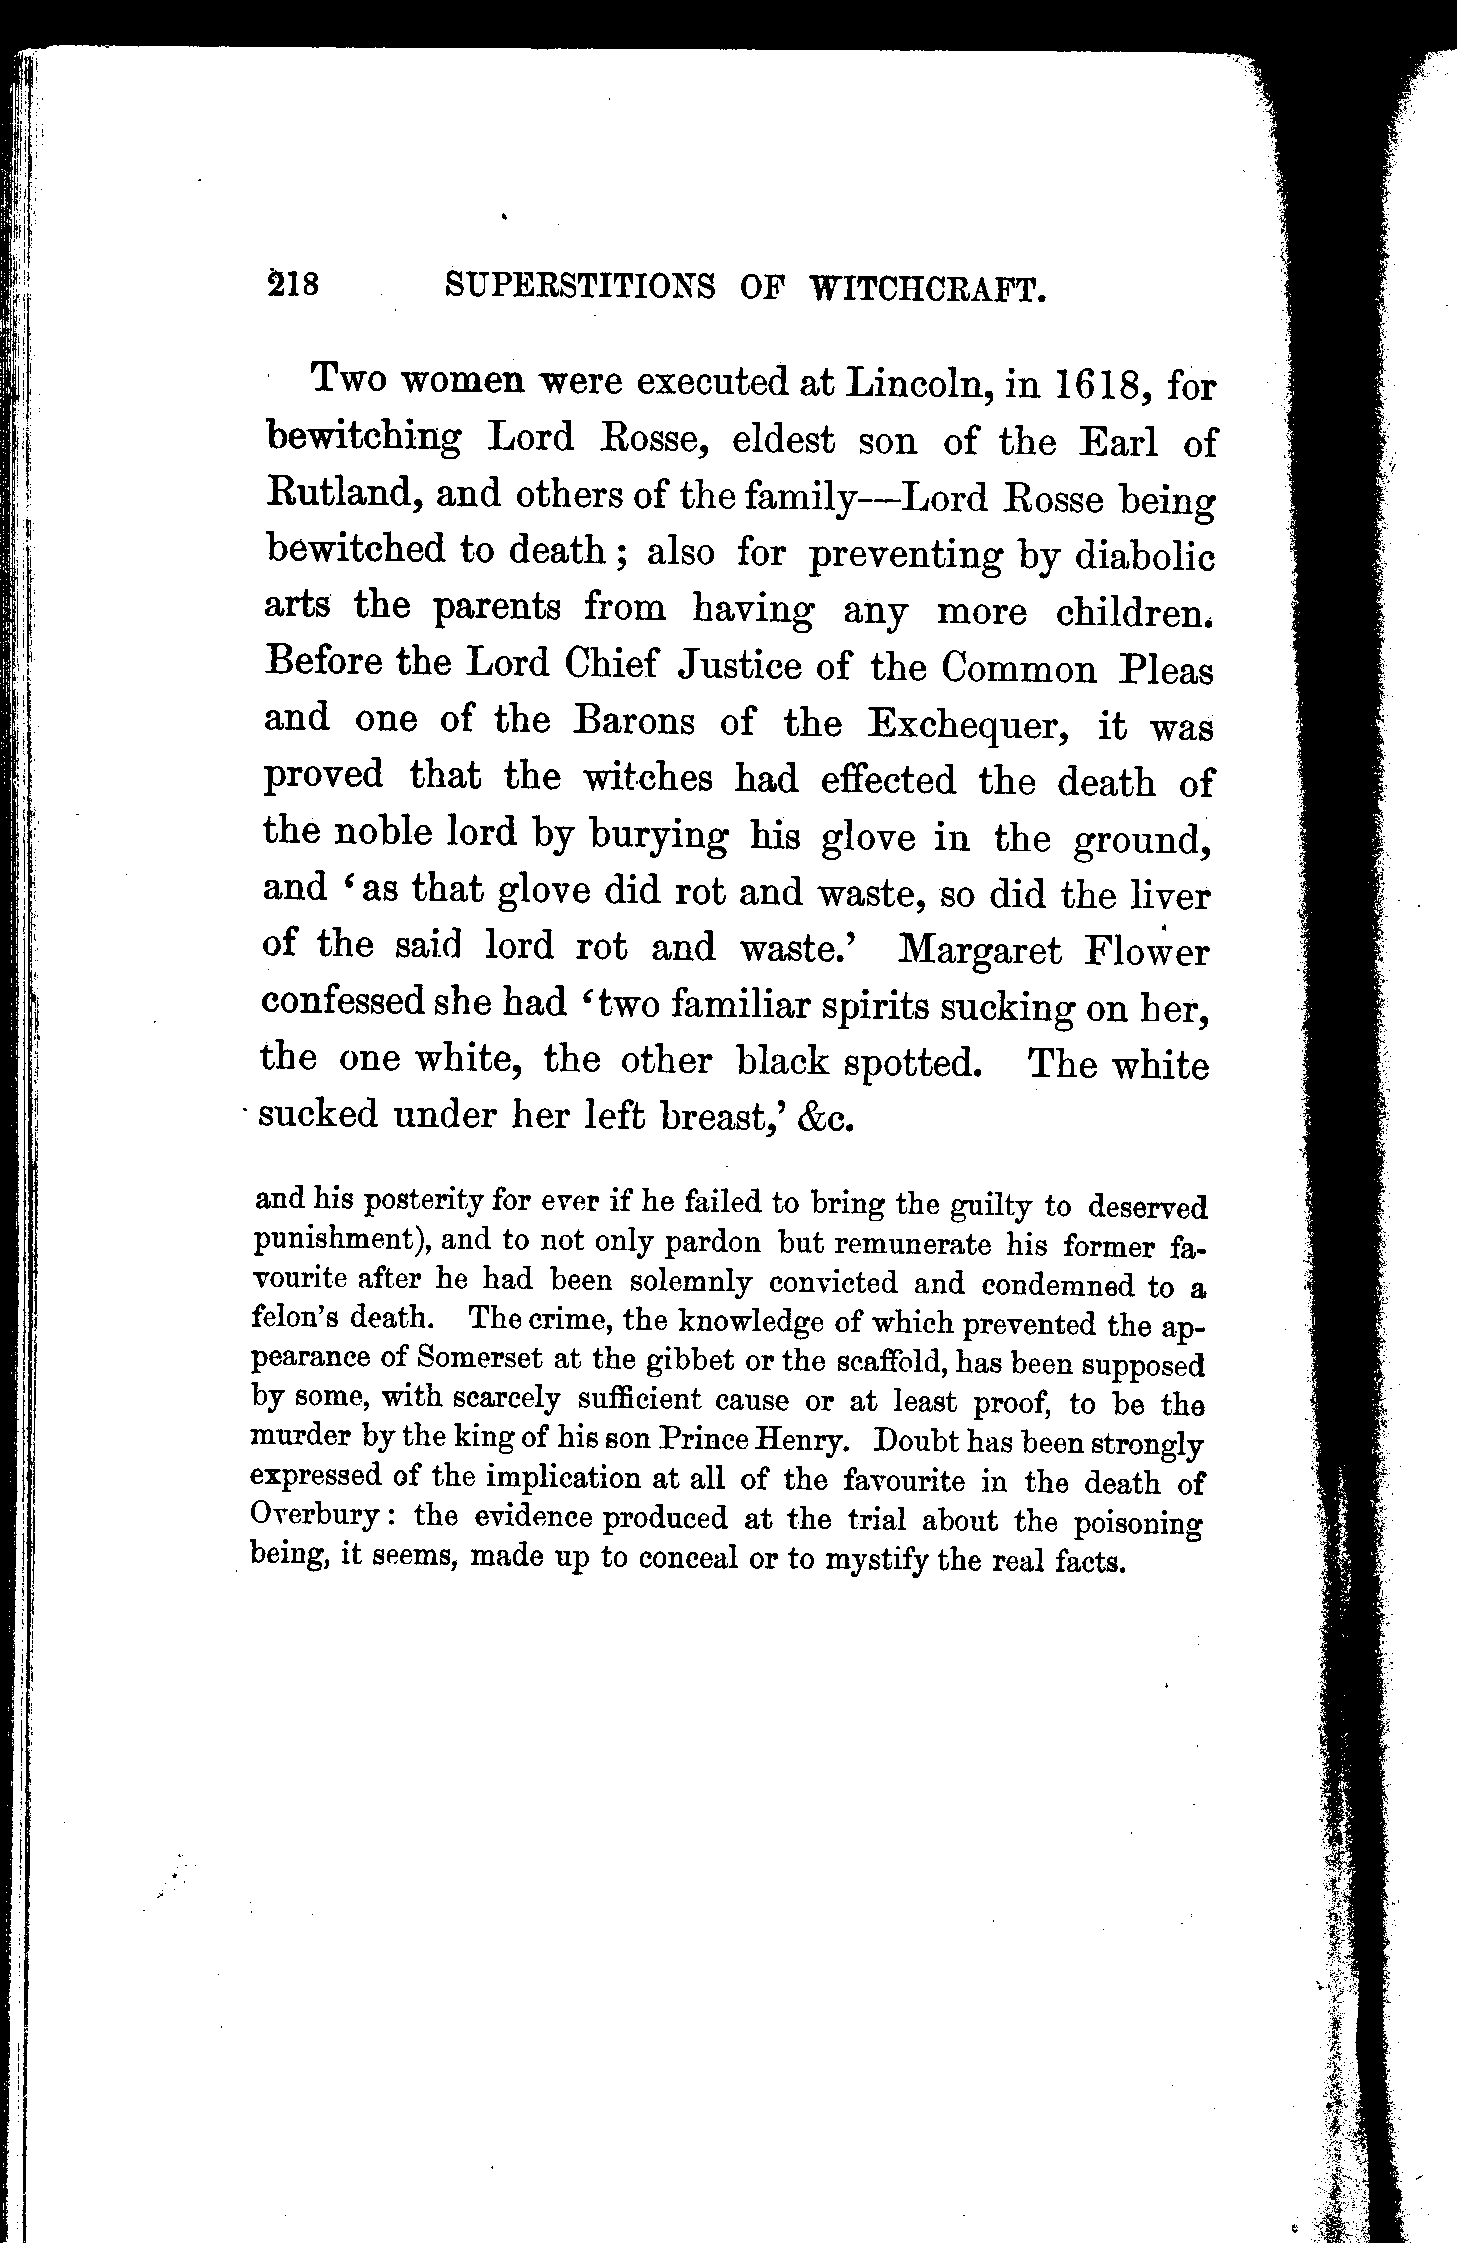 218 SUPERSTITIONS OF WITCHCRAFT.
Two women were executed at Lincoln, in 1618, for
bewitching Lord Rosse, eldest son of the Earl of
Rutland, and others of the family—Lord Rosse being
bewitched to death; also for preventing by diabolic
arts the parents from having any more children.
Before the Lord Chief Justice of the Common Pleas
and one of the Barons of the Exchequer, it was
proved that the witches had effected the death of
the noble lord by burying his glove in the ground,
and ‘as that glove did rot and waste, so did the liver
of the said lord rot and waste.’ Margaret Flower
confessed she had ‘two familiar spirits sucking on her,
the one white, the other black spotted. The white
sucked under her left breast,’ &c.
and his posterity for ever if he failed to bring the guilty to deserved
punishment), and to not only pardon but remunerate his former fa-
vourite after he had been solemnly convicted and condemned to a
felon’s death. The crime, the knowledge of which prevented the ap-
pearance of Somerset at the gibbet or the scaffold, has been supposed
by some, with scarcely sufficient cause or at least proof, to be the
murder by the king of his son Prince Henry. Doubt has been strongly
expressed of the implication at all of the favourite in the death of
Overbury: the evidence produced at the trial about the poisoning
being, it seems, made up to conceal or to mystify the real facts.